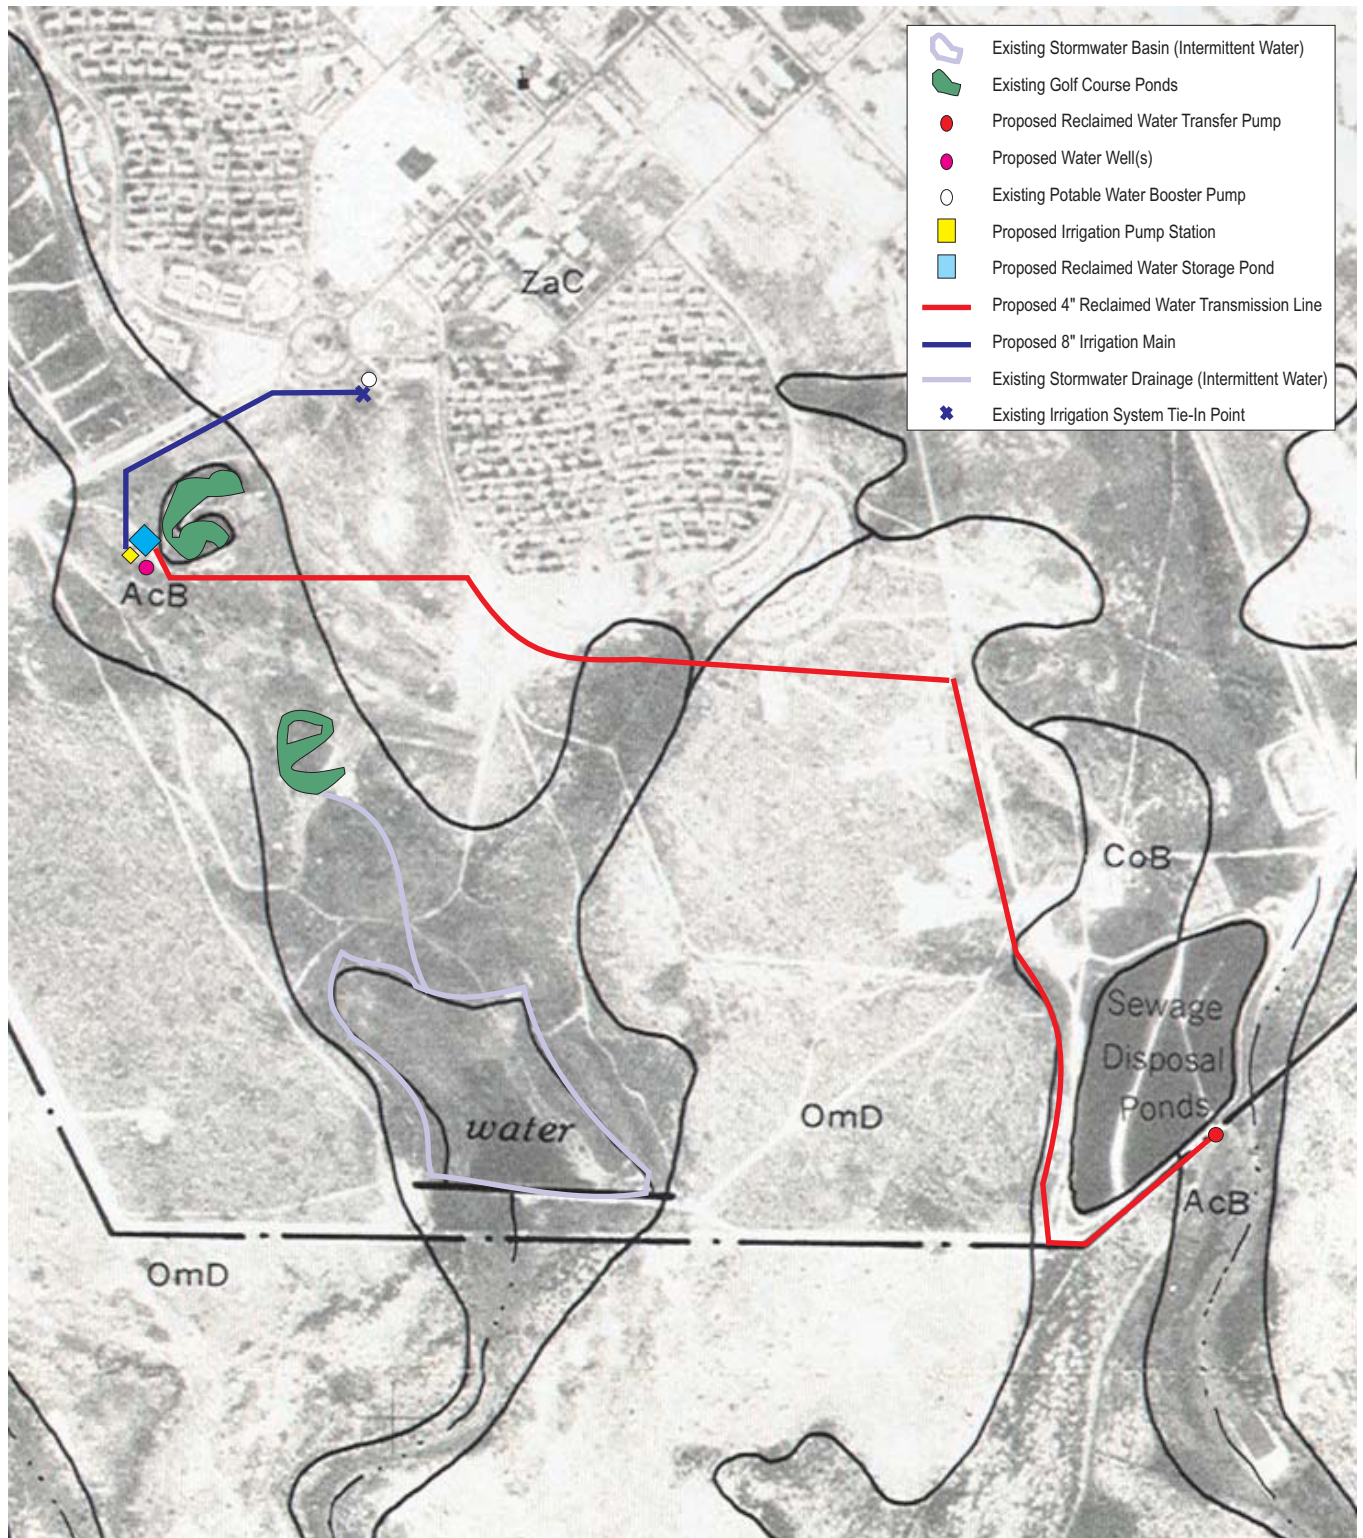 Existing Stormwater Basin (Intermittent Water)
Existing Golf Course Ponds
Proposed Reclaimed Water Transfer Pump
Proposed Water Well(s)
Existing Potable Water Booster Pump
Proposed Irrigation Pump Station
Proposed Reclaimed Water Storage Pond
Proposed 4" Reclaimed Water Transmission Line
Proposed 8" Irrigation Main
Existing Stormwater Drainage (Intermittent Water)
Existing Irrigation System Tie-In Point
ZaC
AcB
CoB
Sewage
Disposal
Ponds
OmD
water
AcB
OmD